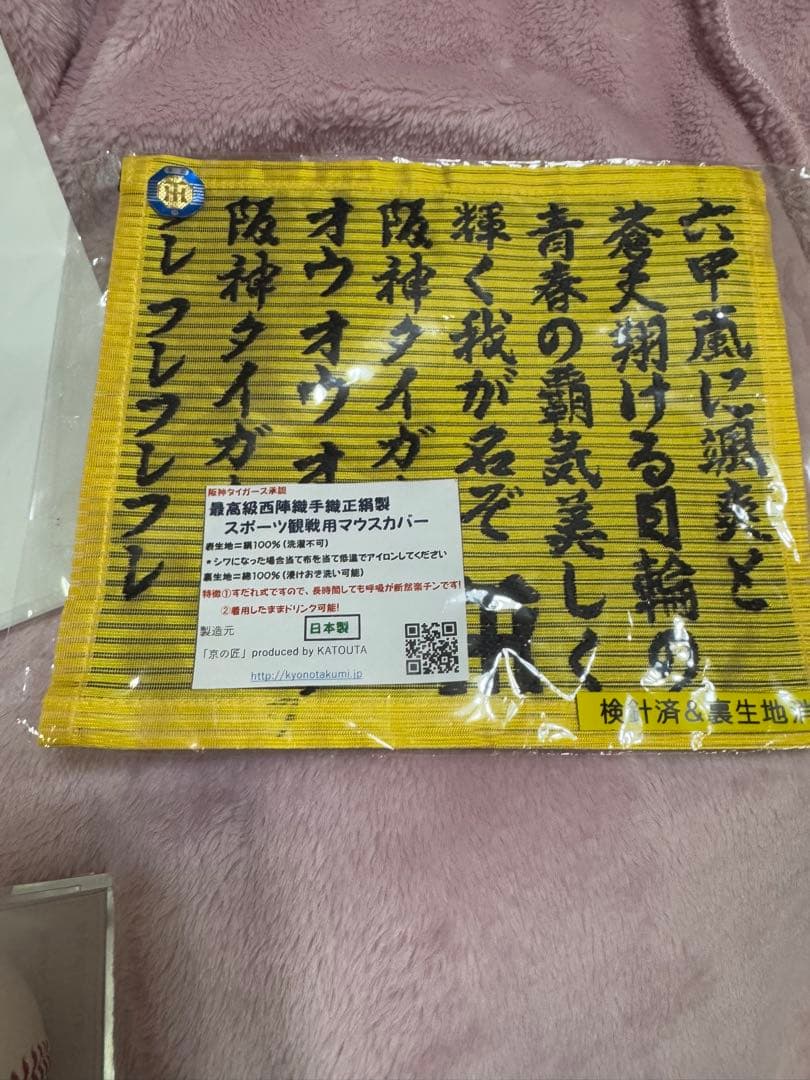 六甲風に颯爽と
蒼天翔ける日輪の
青春の覇気美しく
輝く我が名ぞ
阪神タイガ
オウオウオ
阪神タイガ
フレフレフレフレ
阪神タイガース承認
最高級西陣織手織正絹製
スポーツ観戦用マウスカバー
表生地=絹100%(洗濯不可)
*シワになった場合当て布を当て低温でアイロンしてください
裏生地=綿100%(漬けおき洗い可能)
特徴①すだれ式ですので、長時間しても呼吸が断然楽チンです!
②着用したままドリンク可能!
製造元
日本製
「京の匠」produced by KATOUTA
http://kyonotakumi.jp
検針済&裏生地消